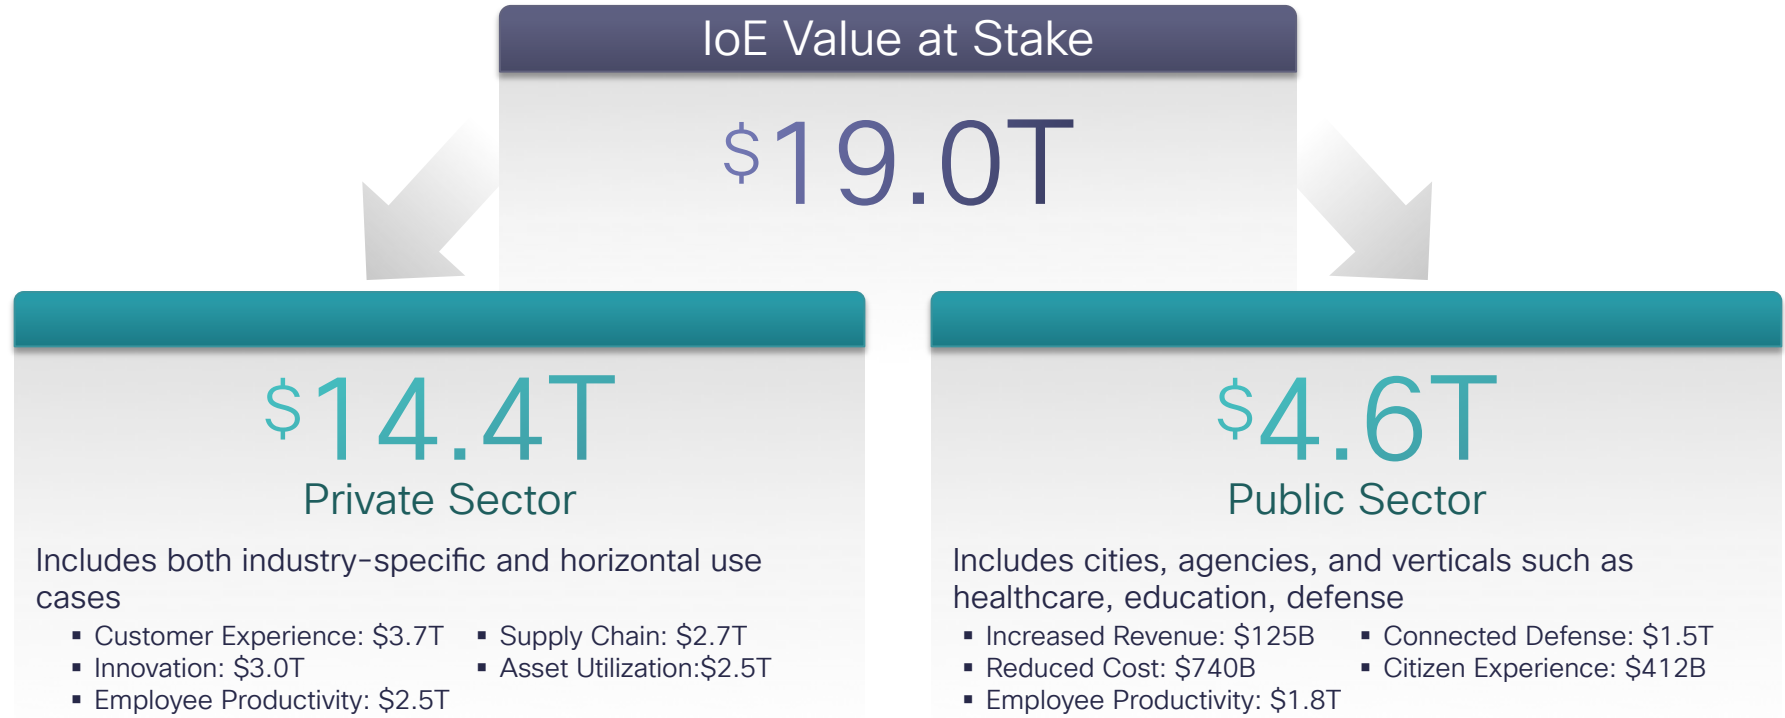 IoE Value at Stake
$19.0T
$14.4T
Private Sector
Includes both industry-specific and horizontal use
cases
▪ Customer Experience: $3.7T
▪ Innovation: $3.0T
▪ Employee Productivity: $2.5T
▪ Supply Chain: $2.7T
▪ Asset Utilization:$2.5T
$4.6T
Public Sector
Includes cities, agencies, and verticals such as
healthcare, education, defense
▪ Increased Revenue: $125B
▪ Reduced Cost: $740B
▪ Employee Productivity: $1.8T
▪ Connected Defense: $1.5T
▪ Citizen Experience: $412B